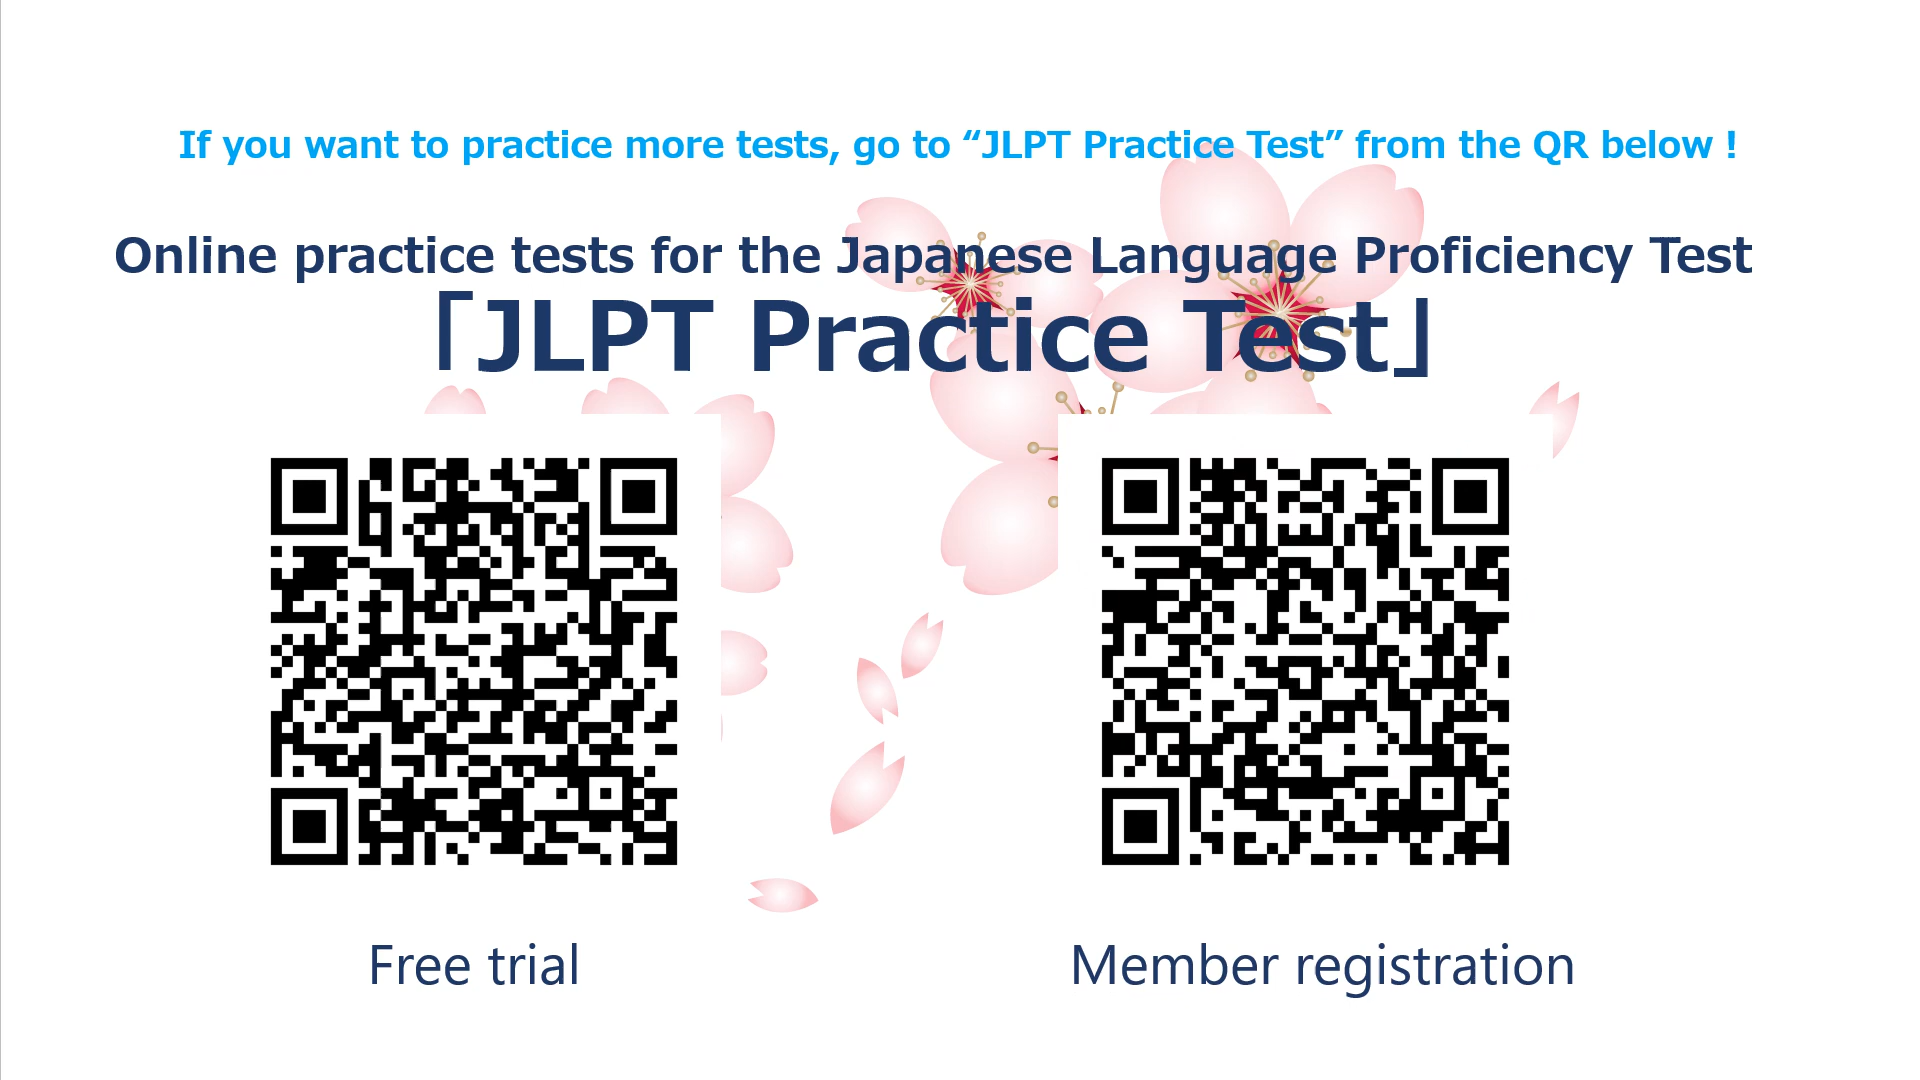 If you want to practice more tests, go to “JLPT Practice Test” from the QR below !
Online practice tests for the Japanese Language Proficiency Test
｢JLPT Practice Test｣
Free trial
Member registration